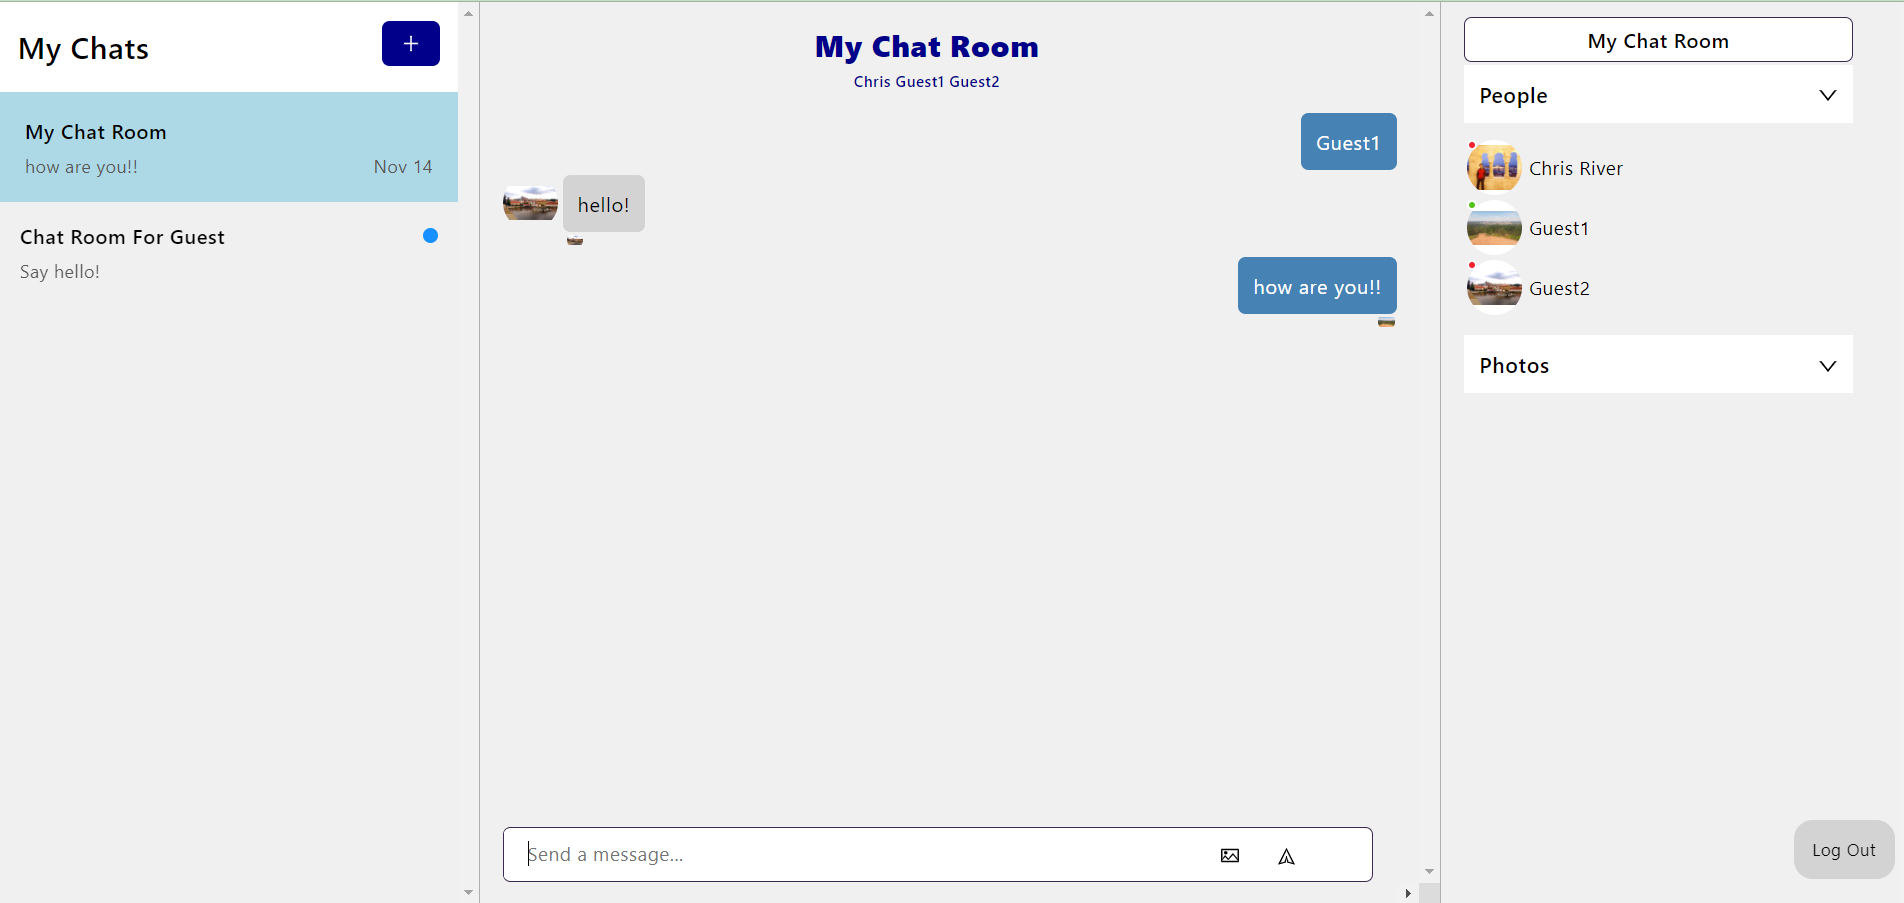 My Chats
+
My Chat Room
how are you!!
Nov 14
Chat Room For Guest
Say hello!
My Chat Room
Chris Guest1 Guest2
Guest1
hello!
how are you!!
Send a message...
My Chat Room
People
Chris River
Guest1
Guest2
Photos
Log Out